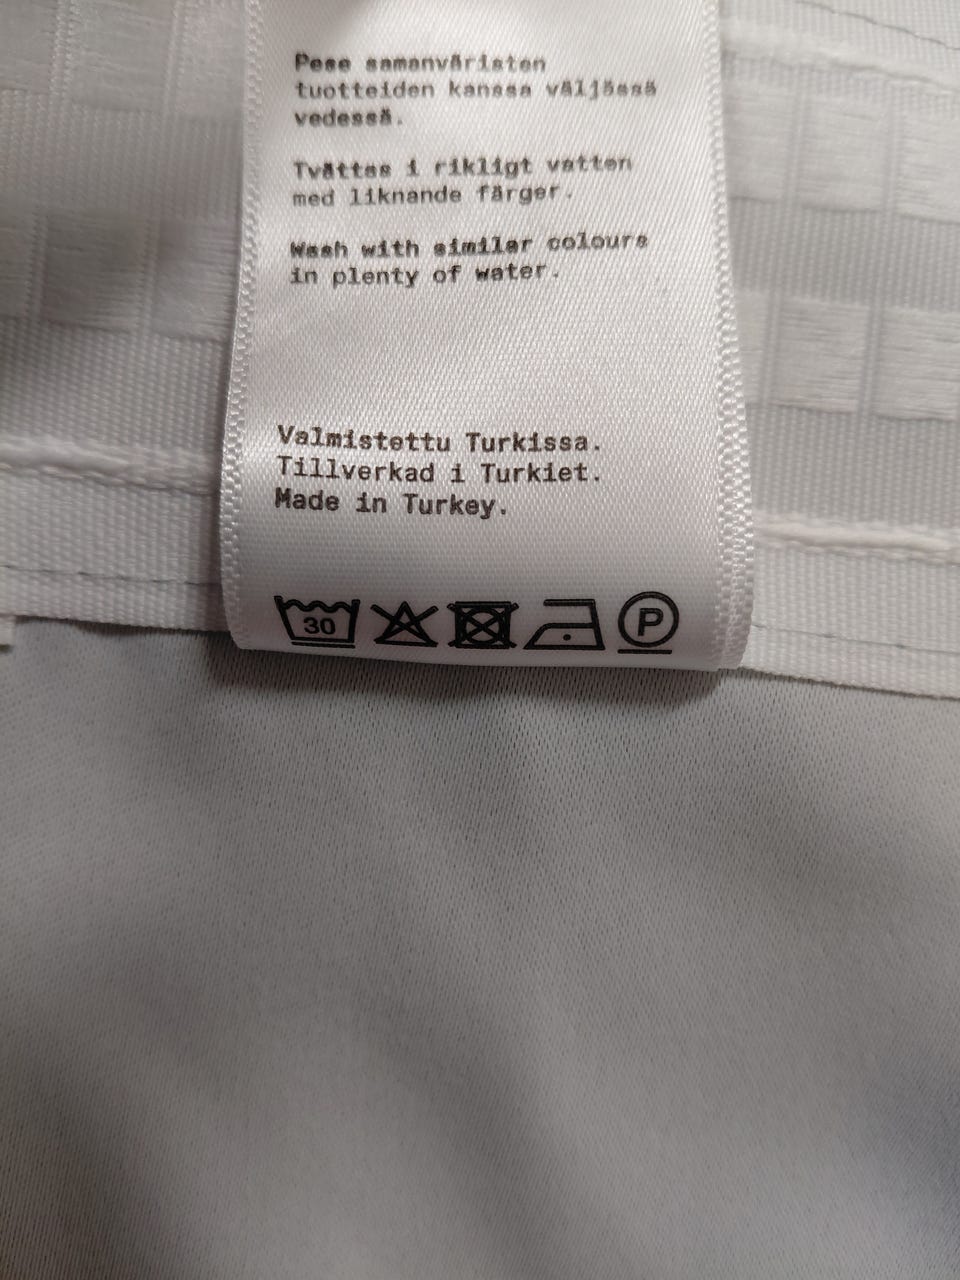 Pese samanväristen
tuotteiden kanssa väljässä
vedessä.
Tvättas i rikligt vatten
med liknande färger.
Wash with similar colours
in plenty of water.
Valmistettu Turkissa.
Tillverkad i Turkiet.
Made in Turkey.
30
P